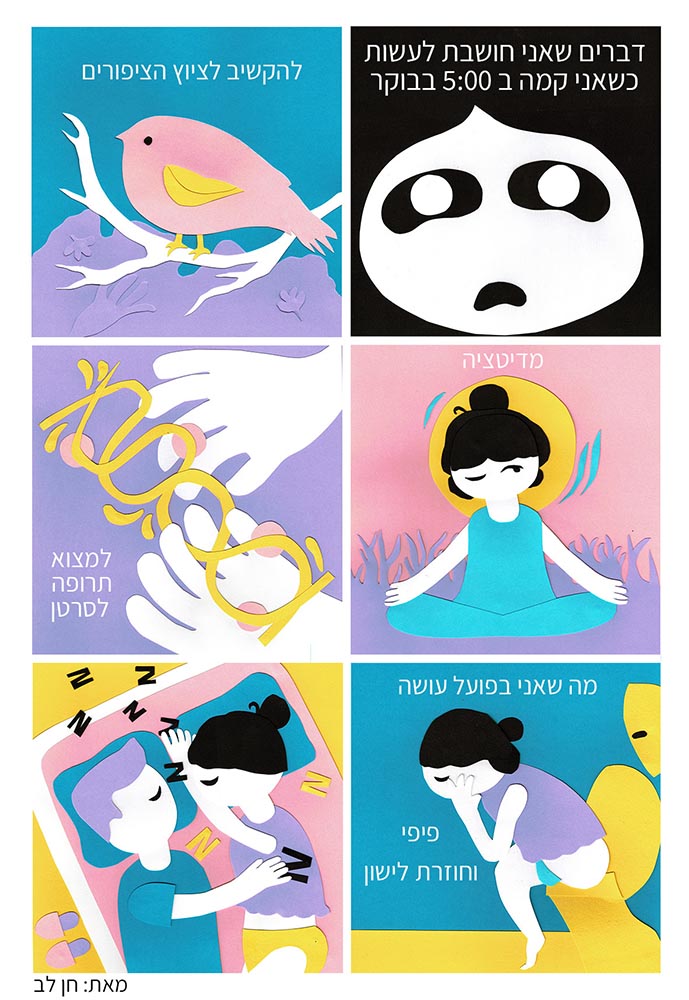 דברים שאני חושבת לעשות
כשאני קמה ב 5:00 בבוקר
להקשיב לציוץ הציפורים
מדיטציה
למצוא
תרופה
לסרטן
מה שאני בפועל עושה
פיפי
וחוזרת לישון
Z
Z
Z
Z
Z
Z
Z
Z
Z
מאת: חן לב